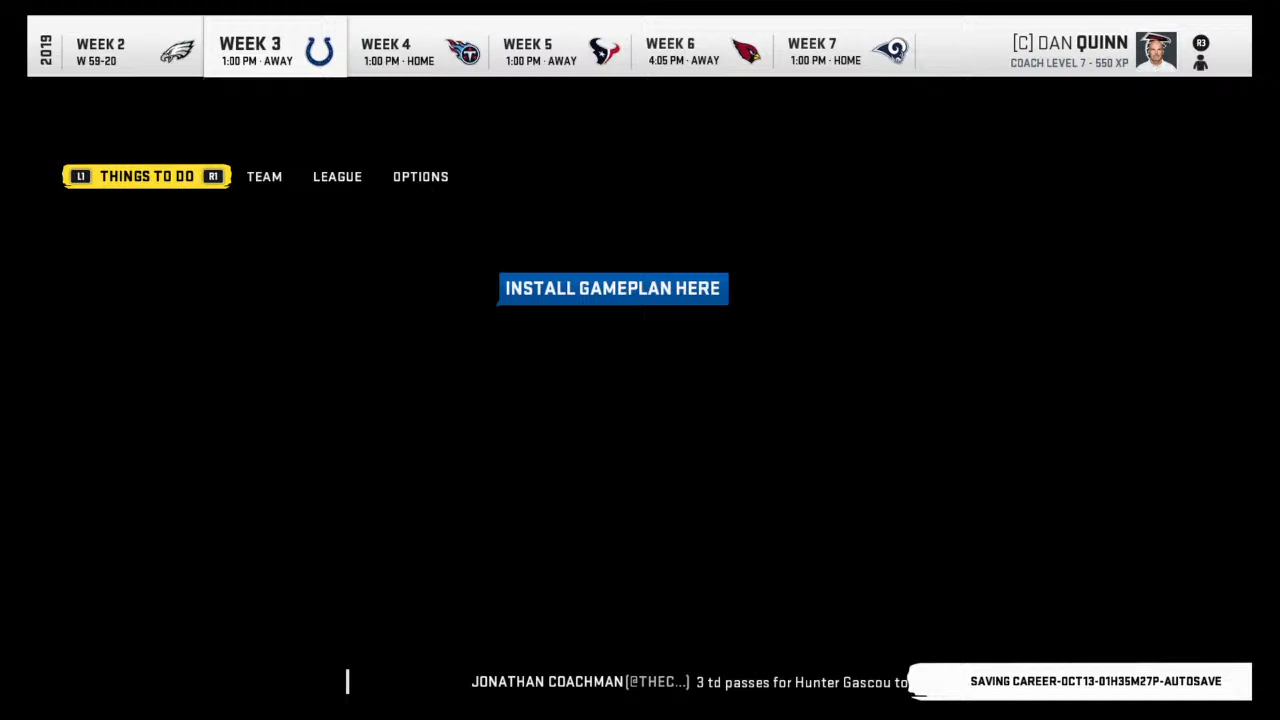 2019
WEEK 2
W 59-20
WEEK 3
1:00 PM · AWAY
WEEK 4
1:00 PM · HOME
WEEK 5
1:00 PM · AWAY
WEEK 6
4:05 PM · AWAY
WEEK 7
1:00 PM · HOME
[C] DAN QUINN
COACH LEVEL 7 - 550 XP
R3
L1 THINGS TO DO R1 TEAM LEAGUE OPTIONS
INSTALL GAMEPLAN HERE
JONATHAN COACHMAN(@THEC...) 3 td passes for Hunter Gascou to
SAVING CAREER-OCT13-01H35M27P-AUTOSAVE